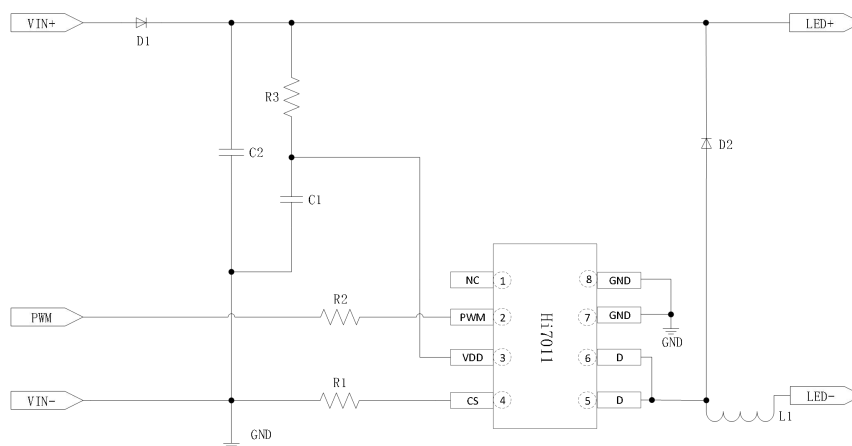 VIN+
D1
LED+
R3
C2
D2
C1
NC 1
8 GND
R2
PWM
PWM 2
7 GND
Hi7011
GND
VDD 3
6 D
R1
VIN-
CS 4
5 D
LED-
L1
GND